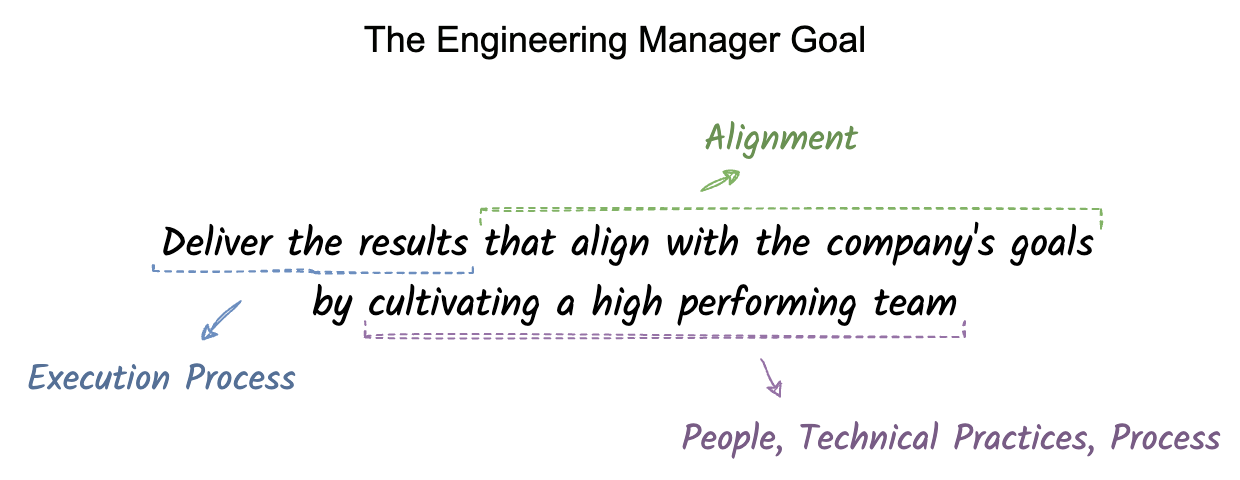 The Engineering Manager Goal
Alignment
Deliver the results that align with the company's goals
by cultivating a high performing team
Execution Process
People, Technical Practices, Process